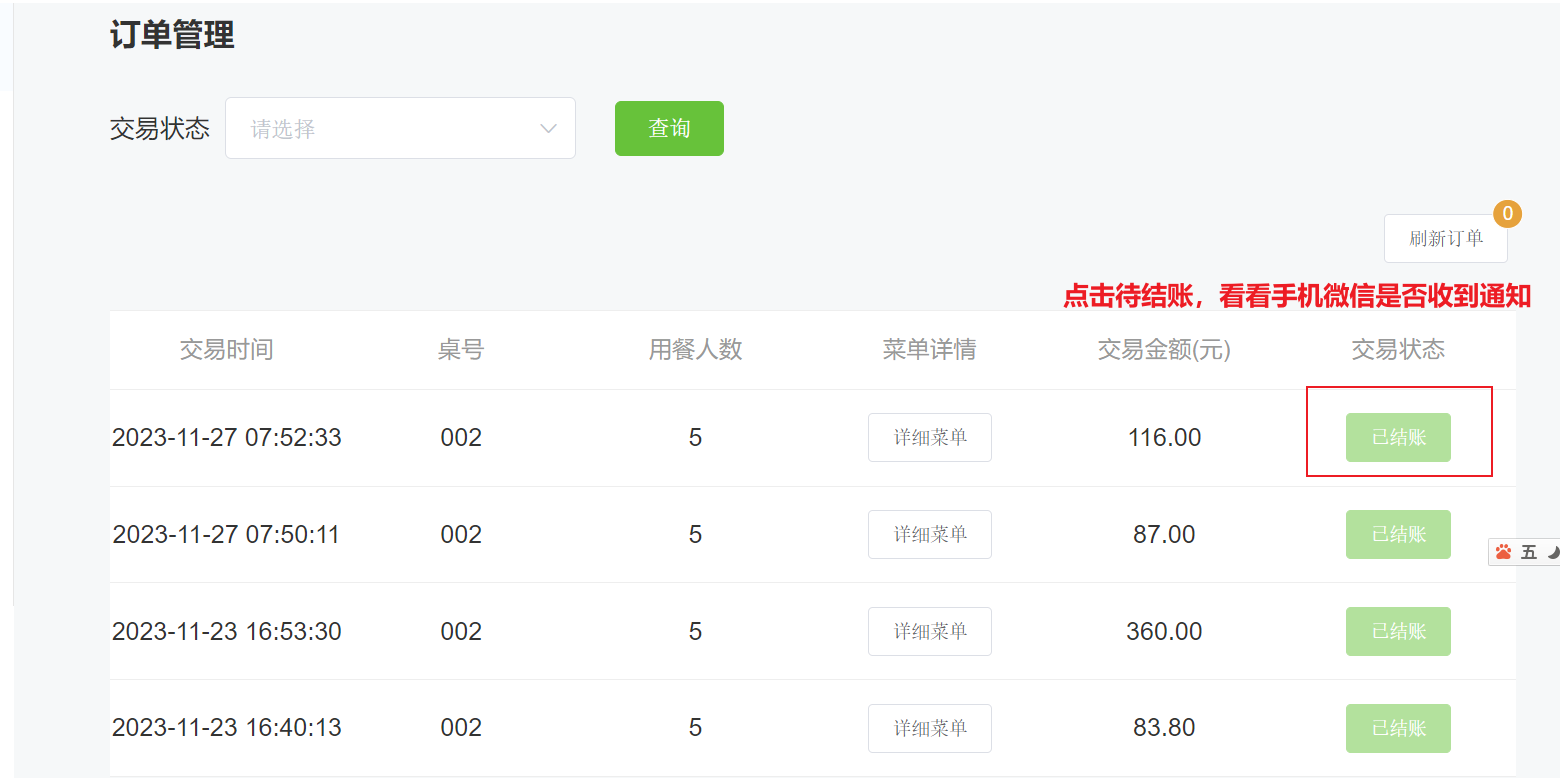 订单管理
交易状态 请选择 查询
0
刷新订单
点击待结账，看看手机微信是否收到通知
交易时间 桌号 用餐人数 菜单详情 交易金额(元) 交易状态
2023-11-27 07:52:33 002 5 详细菜单 116.00 已结账
2023-11-27 07:50:11 002 5 详细菜单 87.00 已结账
五
2023-11-23 16:53:30 002 5 详细菜单 360.00 已结账
2023-11-23 16:40:13 002 5 详细菜单 83.80 已结账